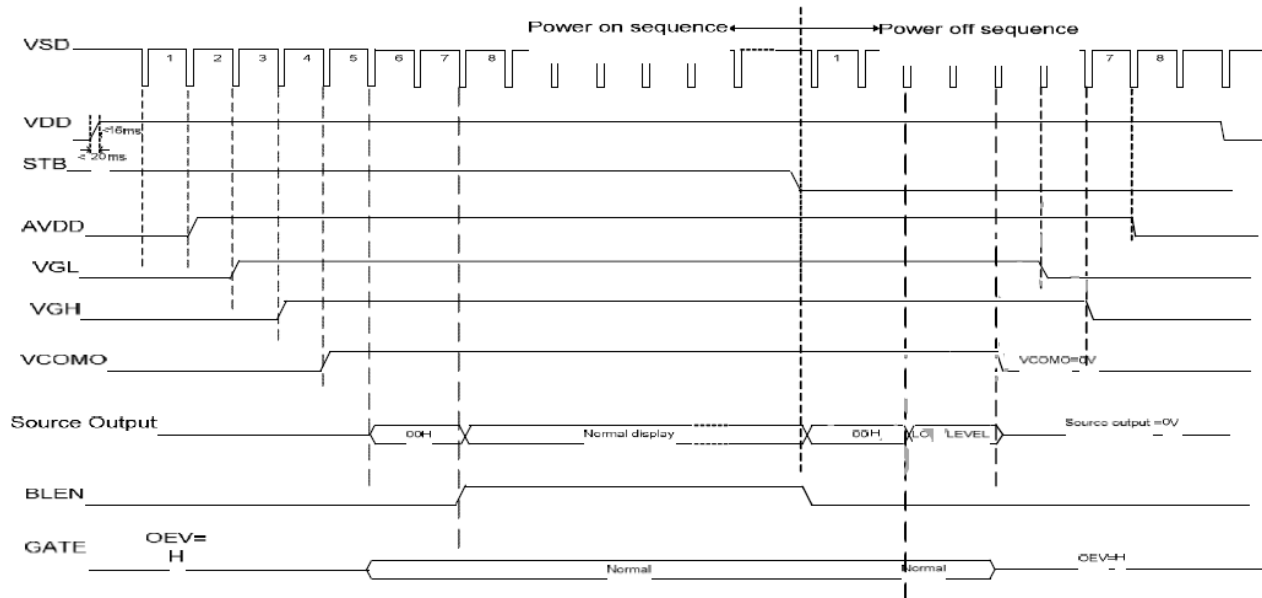 Power on sequence
Power off sequence
VSD
1 2 3 4 5 6 7 8 1 7 8
VDD
<16ms
< 20ms
STB
AVDD
VGL
VGH
VCOMO
VCOMO=0V
Source Output
00H
Normal display
00H
LEVEL
Source output =0V
BLEN
GATE
OEV=
H
Normal
Normal
OEV=H